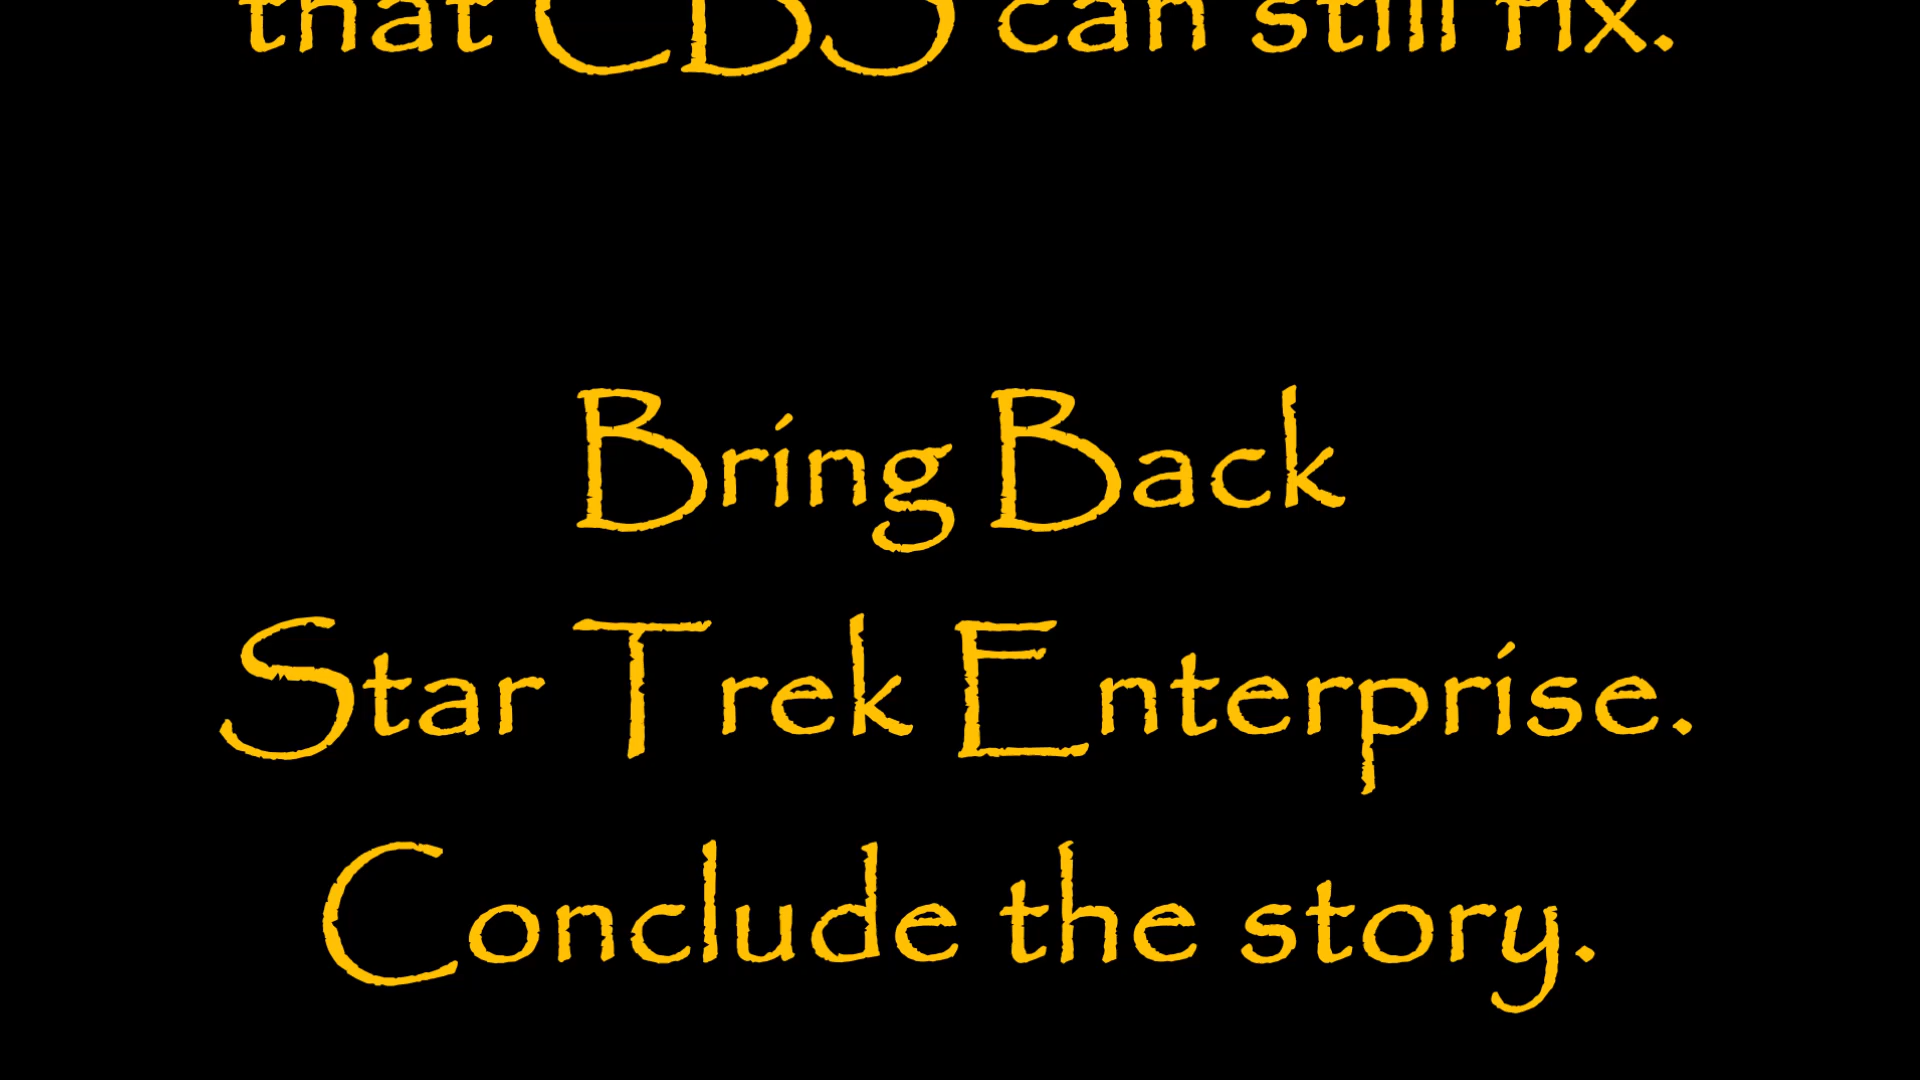 that CBS can still fix.
Bring Back
Star Trek Enterprise.
Conclude the story.